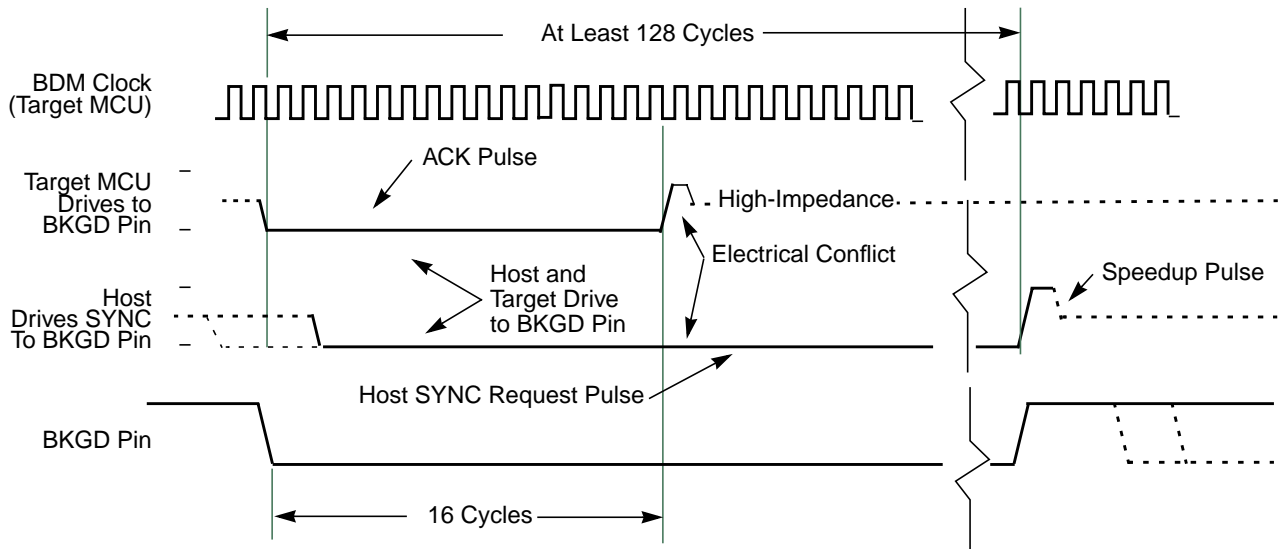 At Least 128 Cycles
BDM Clock
(Target MCU)
ACK Pulse
Target MCU
Drives to
BKGD Pin
High-Impedance
Electrical Conflict
Host and
Target Drive
to BKGD Pin
Speedup Pulse
Host
Drives SYNC
To BKGD Pin
Host SYNC Request Pulse
BKGD Pin
16 Cycles